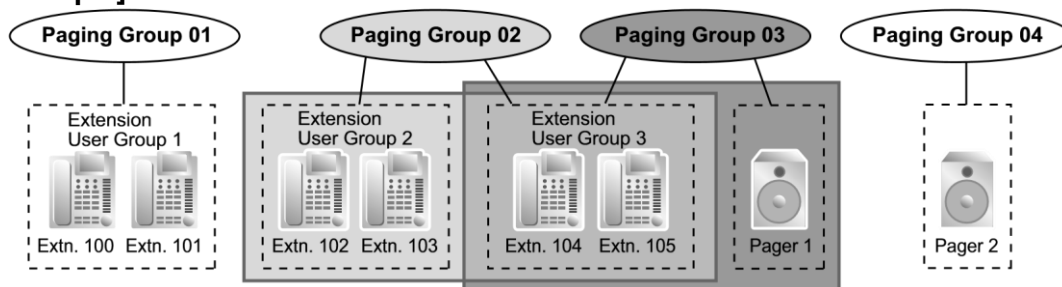 Paging Group 01
Paging Group 02
Paging Group 03
Paging Group 04
Extension
User Group 1
Extension
User Group 2
Extension
User Group 3
Extn. 100
Extn. 101
Extn. 102
Extn. 103
Extn. 104
Extn. 105
Pager 1
Pager 2